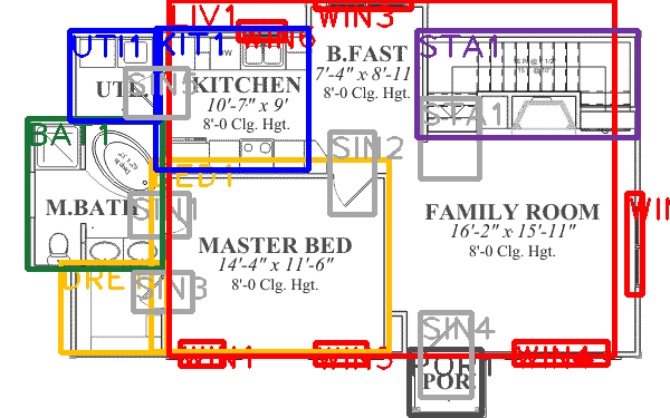 LIV1
WIN3
UTI1
KIT1
WIN6
STA1
B.FAST
7'-4" x 8'-11
8'-0 Clg. Hgt.
UTI.
SIN5
KITCHEN
10'-7" x 9'
8'-0 Clg. Hgt.
STA1
BAT1
SIN2
BED1
M.BATH
SIN1
WIN
FAMILY ROOM
16'-2" x 15'-11"
8'-0 Clg. Hgt.
MASTER BED
14'-4" x 11'-6"
8'-0 Clg. Hgt.
DRE1
SIN3
SIN4
WIN1
WIN5
WIN4
POR1
POR.